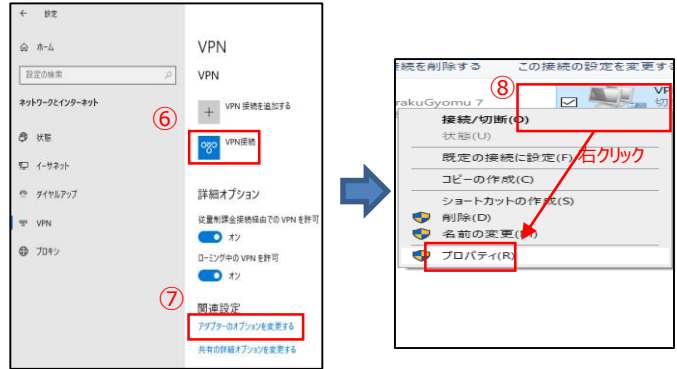 ← 設定
ホーム
設定の検索
ネットワークとインターネット
状態
イーサネット
ダイヤルアップ
VPN
プロキシ
VPN
VPN
⑥
+ VPN 接続を追加する
VPN接続
詳細オプション
従量制課金接続経由での VPN を許可
オン
ローミング中の VPN を許可
オン
⑦
関連設定
アダプターのオプションを変更する
共有の詳細オプションを変更する
接続を削除する この接続の設定を変更する
⑧
rakuGyomu 7
VP
切
接続/切断(O)
状態(U)
既定の接続に設定(F)
右クリック
コピーの作成(C)
ショートカットの作成(S)
削除(D)
名前の変更(M)
プロパティ(R)